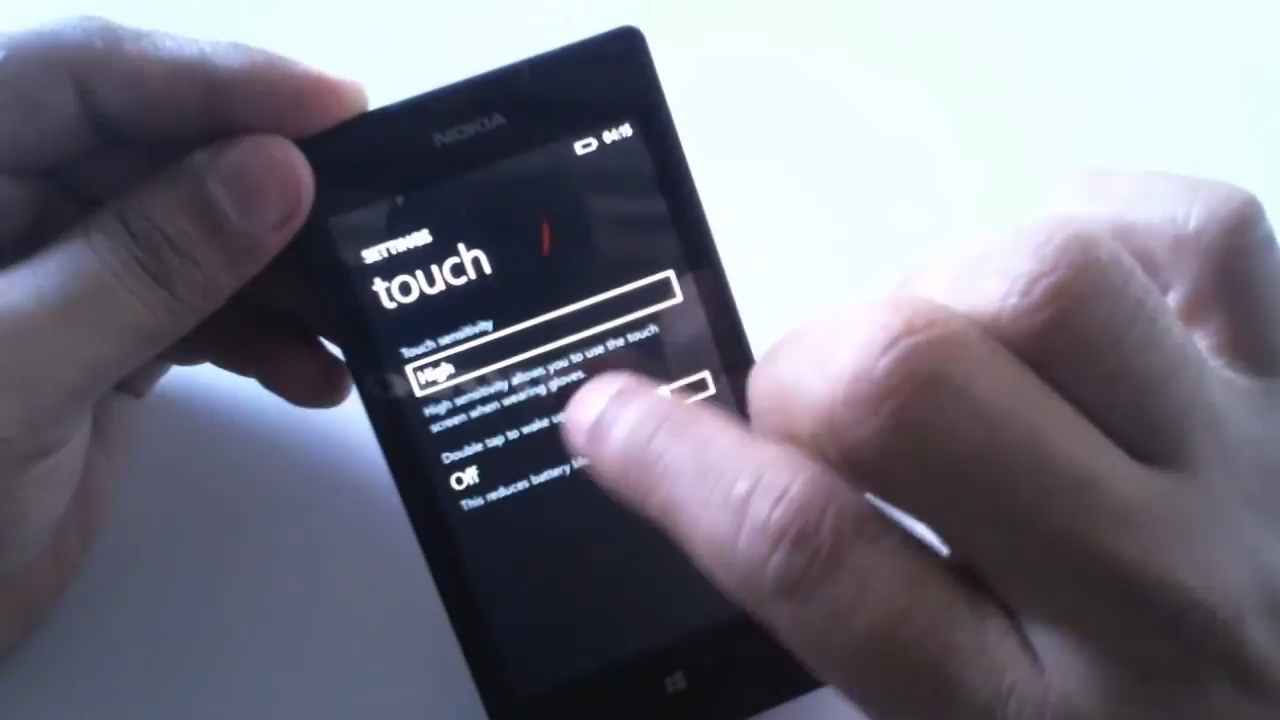 NOKIA
04:15
SETTINGS
touch
Touch sensitivity
High
High sensitivity allows you to use the touch
screen when wearing gloves.
Double tap to wake up
Off
This reduces battery